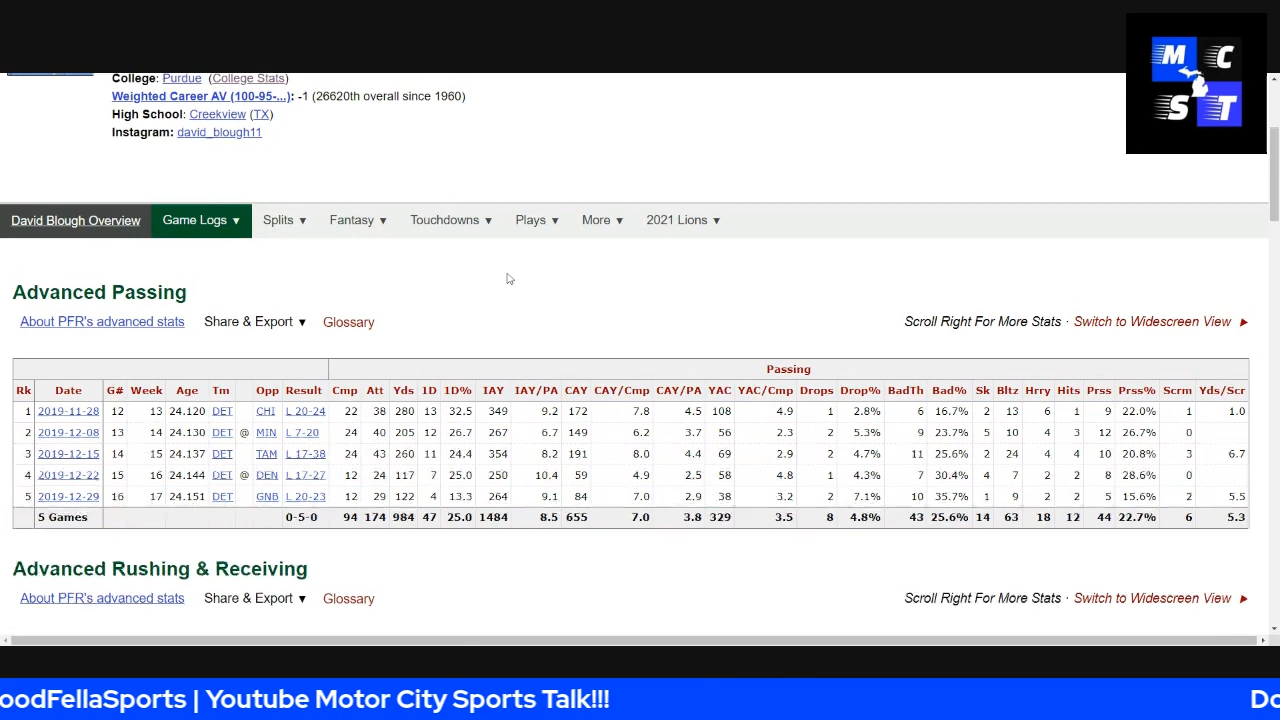 M C
S T
College: Purdue (College Stats)
Weighted Career AV (100-95-...): -1 (26620th overall since 1960)
High School: Creekview (TX)
Instagram: david_blough11
David Blough Overview Game Logs ▼ Splits ▼ Fantasy ▼ Touchdowns ▼ Plays ▼ More ▼ 2021 Lions ▼
Advanced Passing
About PFR's advanced stats Share & Export ▼ Glossary Scroll Right For More Stats · Switch to Widescreen View ►
Passing
Rk Date G# Week Age Tm Opp Result Cmp Att Yds 1D 1D% IAY IAY/PA CAY CAY/Cmp CAY/PA YAC YAC/Cmp Drops Drop% BadTh Bad% Sk Bltz Hrry Hits Prss Prss% Scrm Yds/Scr
1 2019-11-28 12 13 24.120 DET CHI L 20-24 22 38 280 13 32.5 349 9.2 172 7.8 4.5 108 4.9 1 2.8% 6 16.7% 2 13 6 1 9 22.0% 1 1.0
2 2019-12-08 13 14 24.130 DET @ MIN L 7-20 24 40 205 12 26.7 267 6.7 149 6.2 3.7 56 2.3 2 5.3% 9 23.7% 5 10 4 3 12 26.7% 0
3 2019-12-15 14 15 24.137 DET TAM L 17-38 24 43 260 11 24.4 354 8.2 191 8.0 4.4 69 2.9 2 4.7% 11 25.6% 2 24 4 4 10 20.8% 3 6.7
4 2019-12-22 15 16 24.144 DET @ DEN L 17-27 12 24 117 7 25.0 250 10.4 59 4.9 2.5 58 4.8 1 4.3% 7 30.4% 4 7 2 2 8 28.6% 0
5 2019-12-29 16 17 24.151 DET GNB L 20-23 12 29 122 4 13.3 264 9.1 84 7.0 2.9 38 3.2 2 7.1% 10 35.7% 1 9 2 2 5 15.6% 2 5.5
5 Games 0-5-0 94 174 984 47 25.0 1484 8.5 655 7.0 3.8 329 3.5 8 4.8% 43 25.6% 14 63 18 12 44 22.7% 6 5.3
Advanced Rushing & Receiving
About PFR's advanced stats Share & Export ▼ Glossary Scroll Right For More Stats · Switch to Widescreen View ►
oodFellaSports | Youtube Motor City Sports Talk!!! Do